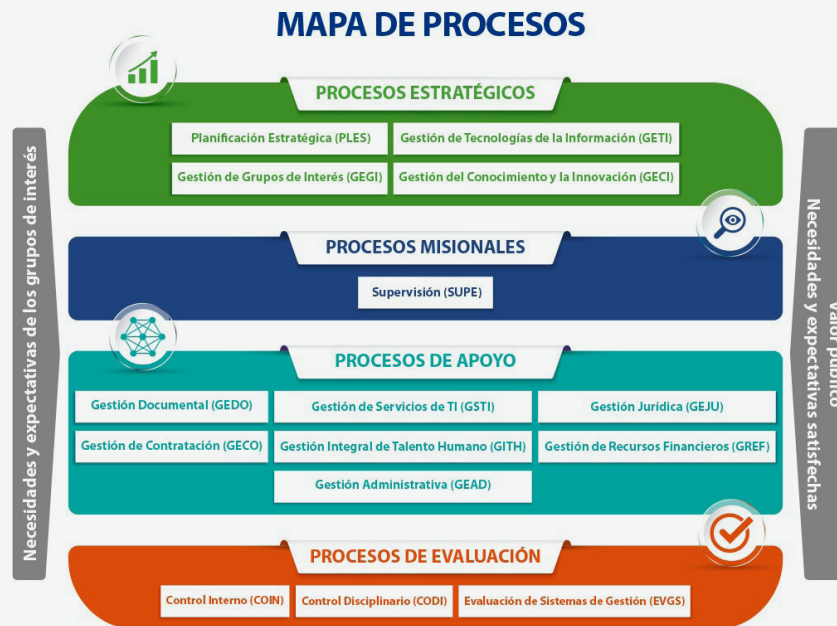 MAPA DE PROCESOS
Necesidades y expectativas de los grupos de interés
PROCESOS ESTRATÉGICOS
Planificación Estratégica (PLES)
Gestión de Tecnologías de la Información (GETI)
Gestión de Grupos de Interés (GEGI)
Gestión del Conocimiento y la Innovación (GECI)
PROCESOS MISIONALES
Supervisión (SUPE)
PROCESOS DE APOYO
Gestión Documental (GEDO)
Gestión de Servicios de TI (GSTI)
Gestión Jurídica (GEJU)
Gestión de Contratación (GECO)
Gestión Integral de Talento Humano (GITH)
Gestión de Recursos Financieros (GREF)
Gestión Administrativa (GEAD)
PROCESOS DE EVALUACIÓN
Control Interno (COIN)
Control Disciplinario (CODI)
Evaluación de Sistemas de Gestión (EVGS)
Valor público
Necesidades y expectativas satisfechas